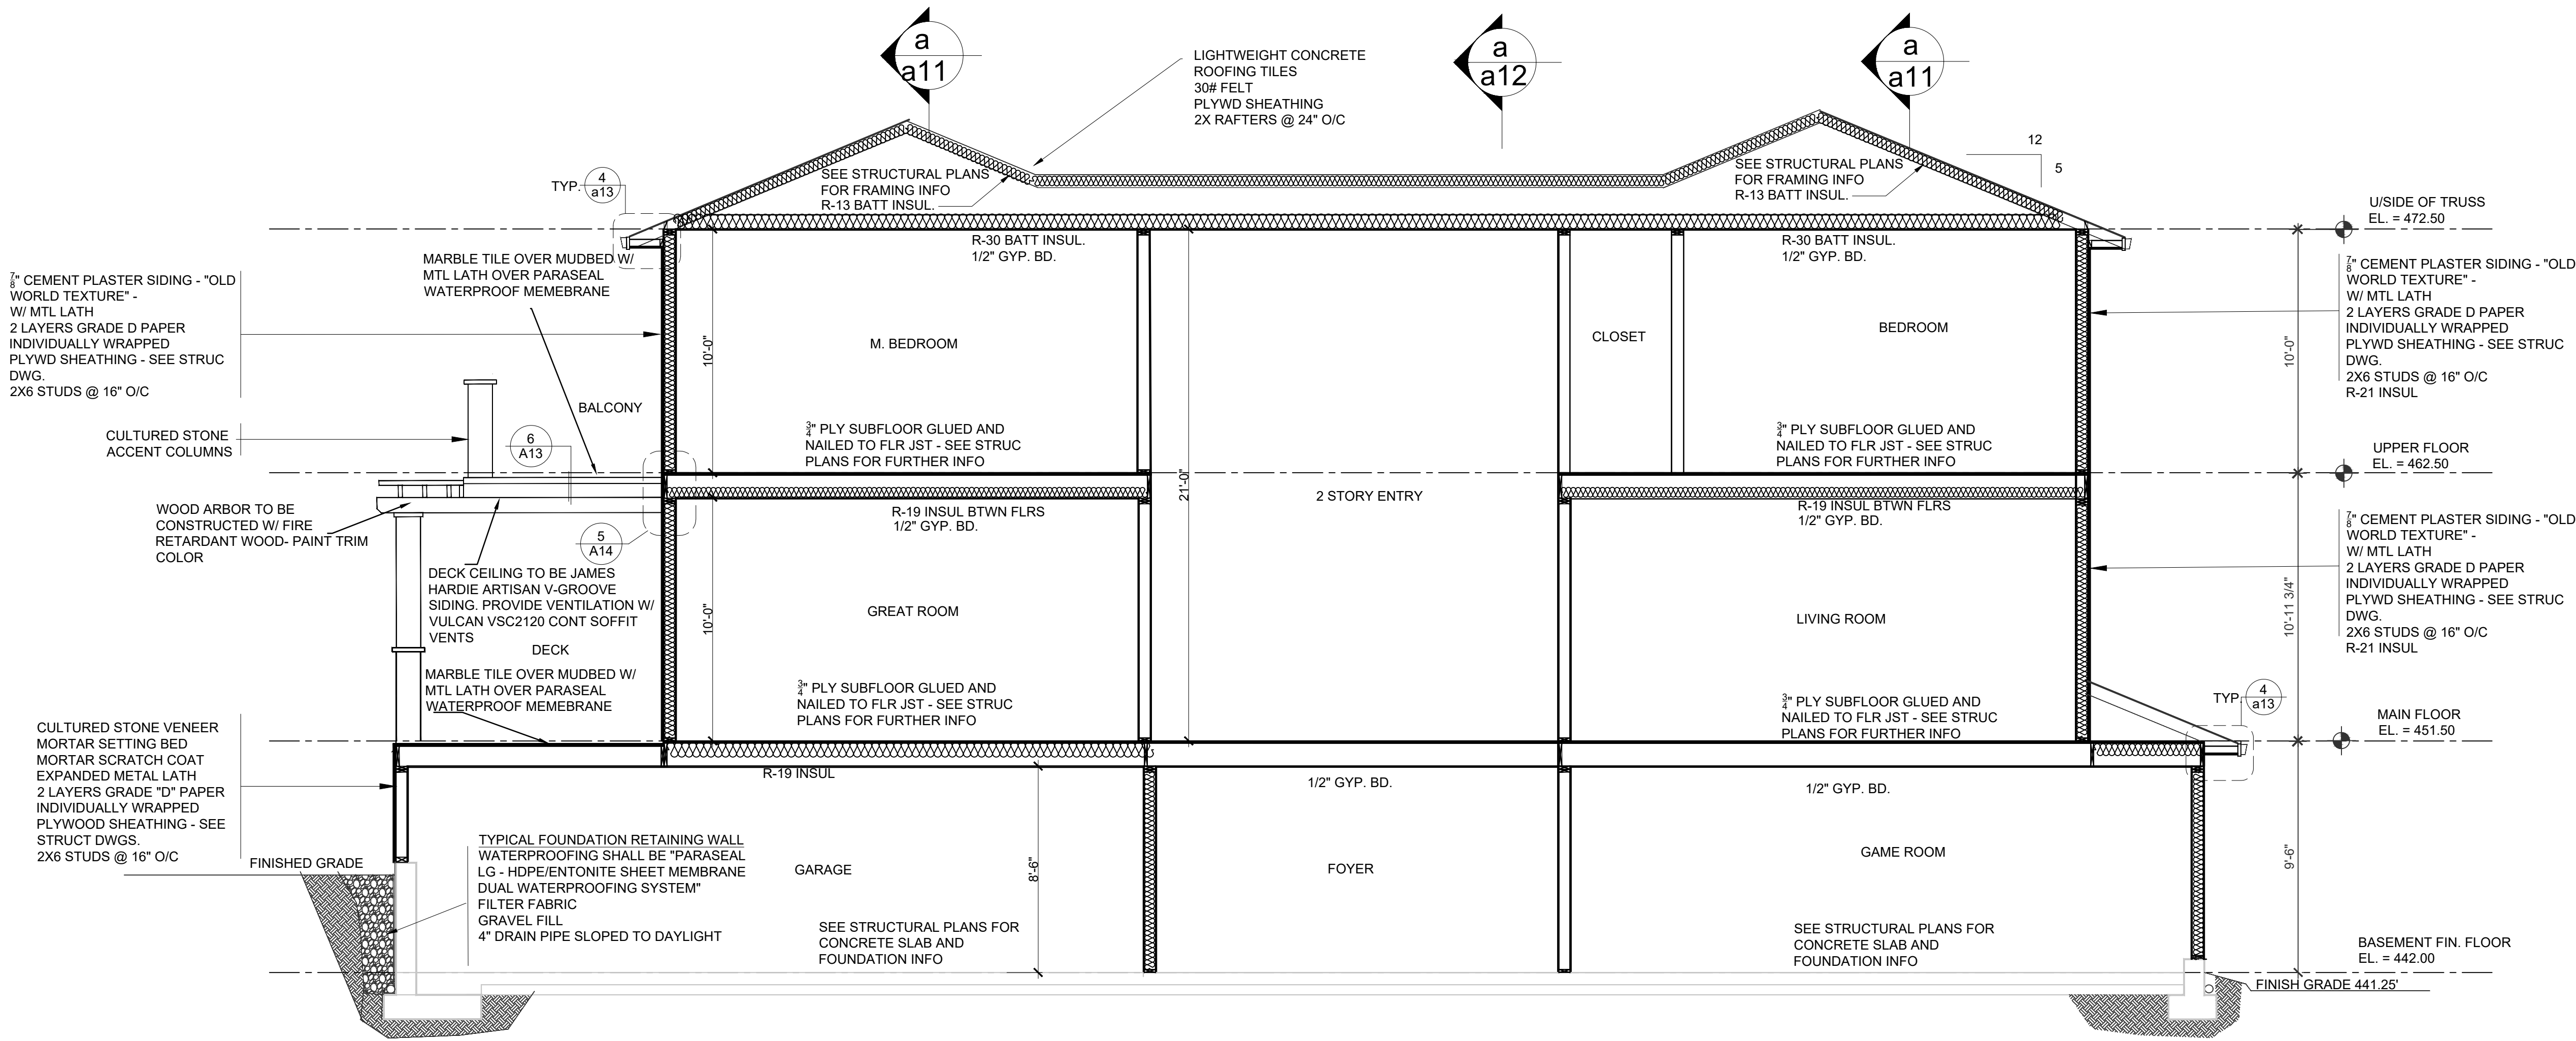 a
a11
LIGHTWEIGHT CONCRETE
ROOFING TILES
30# FELT
PLYWD SHEATHING
2X RAFTERS @ 24" O/C
a
a12
a
a11
12
5
TYP.
4
a13
SEE STRUCTURAL PLANS
FOR FRAMING INFO
R-13 BATT INSUL.
SEE STRUCTURAL PLANS
FOR FRAMING INFO
R-13 BATT INSUL.
U/SIDE OF TRUSS
EL. = 472.50
R-30 BATT INSUL.
1/2" GYP. BD.
R-30 BATT INSUL.
1/2" GYP. BD.
MARBLE TILE OVER MUDBED W/
MTL LATH OVER PARASEAL
WATERPROOF MEMEBRANE
7/8" CEMENT PLASTER SIDING - "OLD
WORLD TEXTURE" -
W/ MTL LATH
2 LAYERS GRADE D PAPER
INDIVIDUALLY WRAPPED
PLYWD SHEATHING - SEE STRUC
DWG.
2X6 STUDS @ 16" O/C
7/8" CEMENT PLASTER SIDING - "OLD
WORLD TEXTURE" -
W/ MTL LATH
2 LAYERS GRADE D PAPER
INDIVIDUALLY WRAPPED
PLYWD SHEATHING - SEE STRUC
DWG.
2X6 STUDS @ 16" O/C
R-21 INSUL
10'-0"
M. BEDROOM
CLOSET
BEDROOM
10'-0"
BALCONY
CULTURED STONE
ACCENT COLUMNS
6
A13
3/4" PLY SUBFLOOR GLUED AND
NAILED TO FLR JST - SEE STRUC
PLANS FOR FURTHER INFO
3/4" PLY SUBFLOOR GLUED AND
NAILED TO FLR JST - SEE STRUC
PLANS FOR FURTHER INFO
UPPER FLOOR
EL. = 462.50
21'-0"
2 STORY ENTRY
WOOD ARBOR TO BE
CONSTRUCTED W/ FIRE
RETARDANT WOOD- PAINT TRIM
COLOR
R-19 INSUL BTWN FLRS
1/2" GYP. BD.
R-19 INSUL BTWN FLRS
1/2" GYP. BD.
5
A14
7/8" CEMENT PLASTER SIDING - "OLD
WORLD TEXTURE" -
W/ MTL LATH
2 LAYERS GRADE D PAPER
INDIVIDUALLY WRAPPED
PLYWD SHEATHING - SEE STRUC
DWG.
2X6 STUDS @ 16" O/C
R-21 INSUL
DECK CEILING TO BE JAMES
HARDIE ARTISAN V-GROOVE
SIDING. PROVIDE VENTILATION W/
VULCAN VSC2120 CONT SOFFIT
VENTS
10'-0"
GREAT ROOM
LIVING ROOM
10'-11 3/4"
DECK
MARBLE TILE OVER MUDBED W/
MTL LATH OVER PARASEAL
WATERPROOF MEMEBRANE
3/4" PLY SUBFLOOR GLUED AND
NAILED TO FLR JST - SEE STRUC
PLANS FOR FURTHER INFO
3/4" PLY SUBFLOOR GLUED AND
NAILED TO FLR JST - SEE STRUC
PLANS FOR FURTHER INFO
TYP.
4
a13
MAIN FLOOR
EL. = 451.50
CULTURED STONE VENEER
MORTAR SETTING BED
MORTAR SCRATCH COAT
EXPANDED METAL LATH
2 LAYERS GRADE "D" PAPER
INDIVIDUALLY WRAPPED
PLYWOOD SHEATHING - SEE
STRUCT DWGS.
2X6 STUDS @ 16" O/C
R-19 INSUL
1/2" GYP. BD.
1/2" GYP. BD.
FINISHED GRADE
TYPICAL FOUNDATION RETAINING WALL
WATERPROOFING SHALL BE "PARASEAL
LG - HDPE/ENTONITE SHEET MEMBRANE
DUAL WATERPROOFING SYSTEM"
FILTER FABRIC
GRAVEL FILL
4" DRAIN PIPE SLOPED TO DAYLIGHT
GARAGE
8'-6"
FOYER
GAME ROOM
9'-6"
SEE STRUCTURAL PLANS FOR
CONCRETE SLAB AND
FOUNDATION INFO
SEE STRUCTURAL PLANS FOR
CONCRETE SLAB AND
FOUNDATION INFO
BASEMENT FIN. FLOOR
EL. = 442.00
FINISH GRADE 441.25'